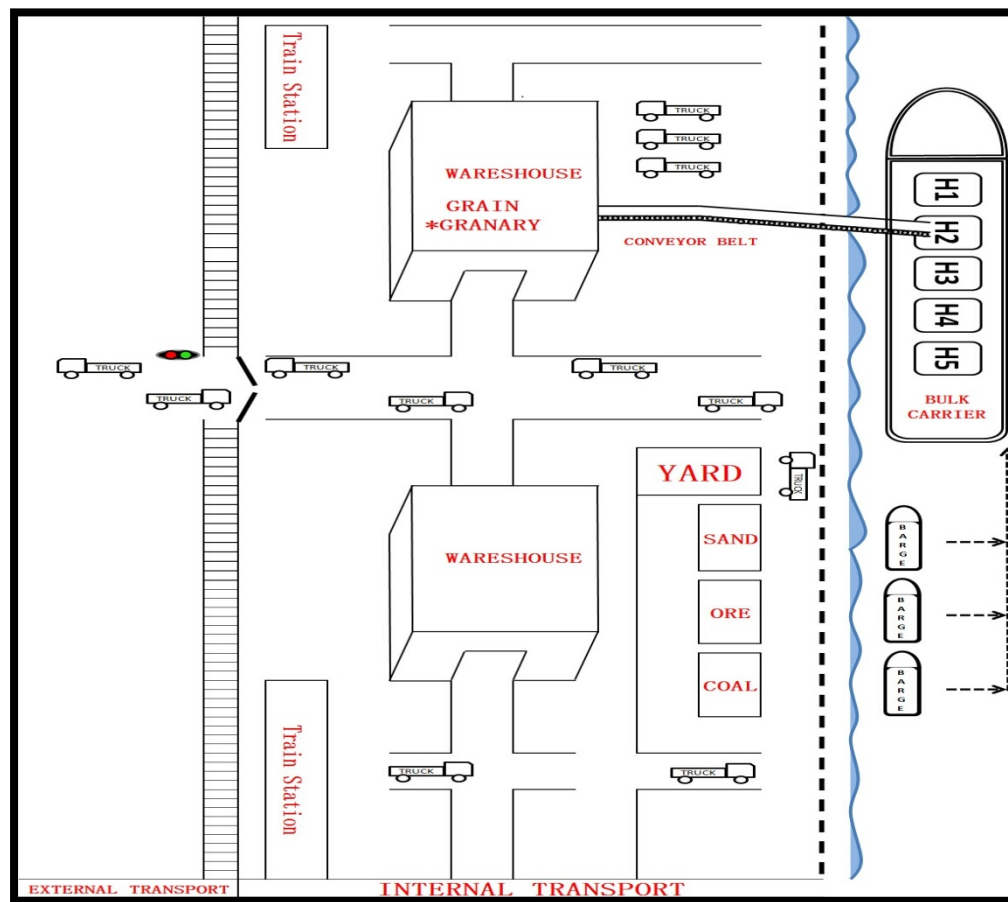 Train Station
TRUCK
TRUCK
TRUCK
WARESHOUSE
GRAIN
*GRANARY
CONVEYOR BELT
H1
H2
H3
H4
H5
BULK
CARRIER
TRUCK
TRUCK
TRUCK
TRUCK
TRUCK
TRUCK
YARD
TRUCK
SAND
ORE
COAL
WARESHOUSE
BARGE
BARGE
BARGE
Train Station
TRUCK
TRUCK
EXTERNAL TRANSPORT
INTERNAL TRANSPORT